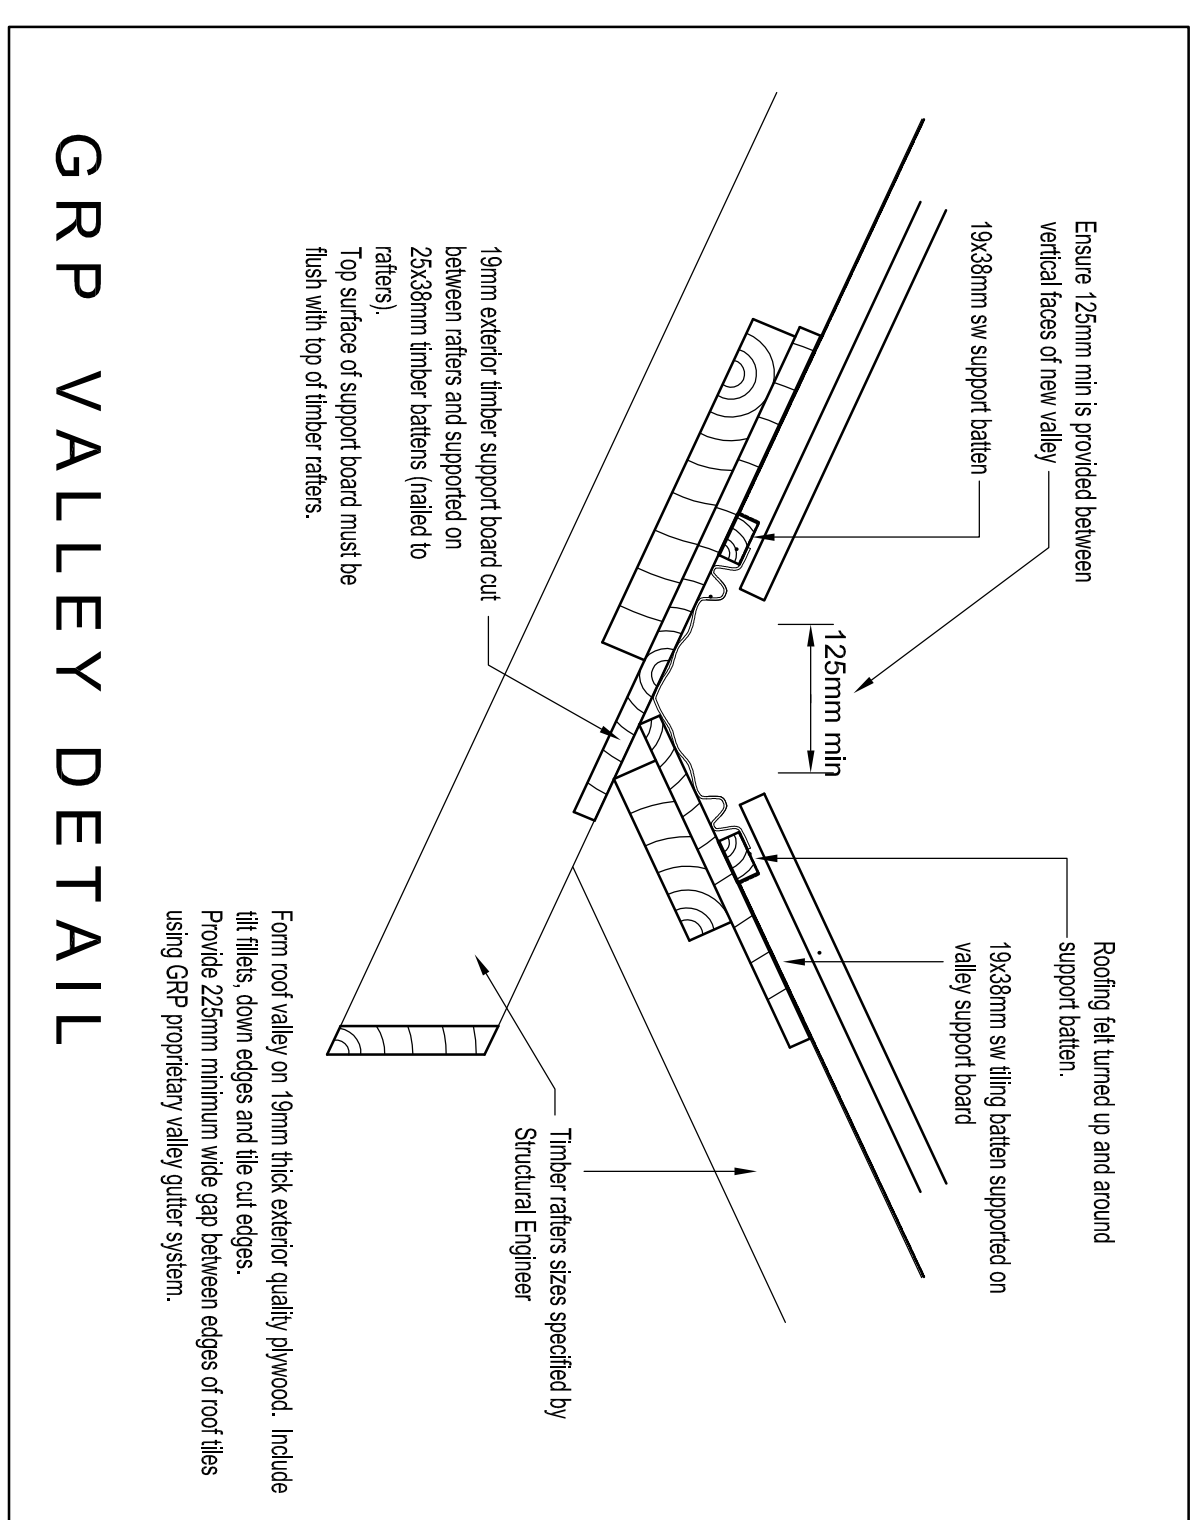 Ensure 125mm min is provided between
vertical faces of new valley
19x38mm sw support batten
125mm min
Roofing felt turned up and around
support batten.
19x38mm sw tiling batten supported on
valley support board
19mm exterior timber support board cut
between rafters and supported on
25x38mm timber battens (nailed to
rafters).
Top surface of support board must be
flush with top of timber rafters.
Timber rafters sizes specified by
Structural Engineer
Form roof valley on 19mm thick exterior quality plywood. Include
tilt fillets, down edges and tile cut edges.
Provide 225mm minimum wide gap between edges of roof tiles
using GRP proprietary valley gutter system.
GRP VALLEY DETAIL